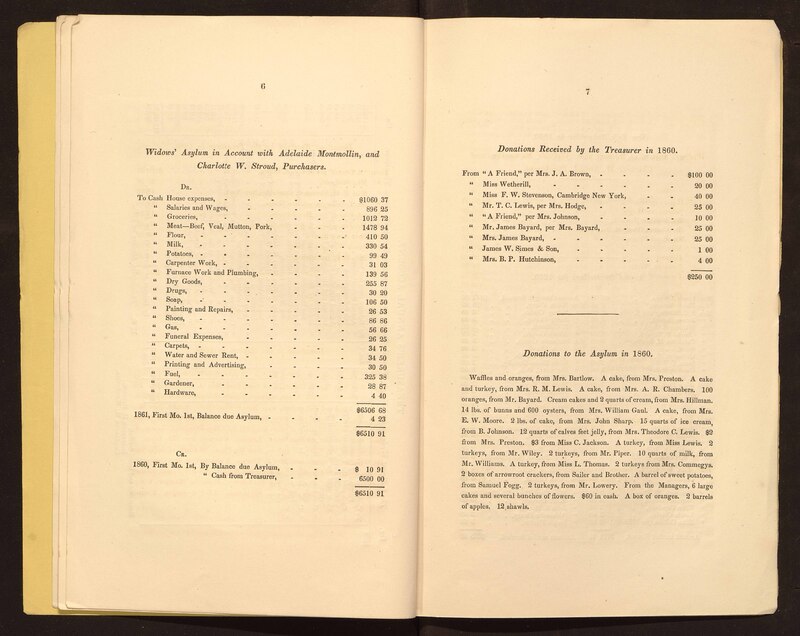 6
Widows' Asylum in Account with Adelaide Montmollin, and
Charlotte W. Stroud, Purchasers.
Dr.
To Cash House expenses, - - - - - - $1060 37
" Salaries and Wages, - - - - - 896 25
" Groceries, - - - - - - 1012 72
" Meat—Beef, Veal, Mutton, Pork, - - - - 1478 94
" Flour, - - - - - - 410 50
" Milk, - - - - - - 330 54
" Potatoes, - - - - - - 99 49
" Carpenter Work, - - - - - - 31 03
" Furnace Work and Plumbing, - - - - 139 56
" Dry Goods, - - - - - - 255 87
" Drugs, - - - - - - 30 20
" Soap, - - - - - - 106 50
" Painting and Repairs, - - - - - 26 53
" Shoes, - - - - - - 86 86
" Gas, - - - - - - 56 66
" Funeral Expenses, - - - - - 26 25
" Carpets, - - - - - - 34 76
" Water and Sewer Rent, - - - - - 34 50
" Printing and Advertising, - - - - 30 50
" Fuel, - - - - - - 325 38
" Gardener, - - - - - - 28 87
" Hardware, - - - - - - 4 40
$6506 68
1861, First Mo. 1st, Balance due Asylum, - - - 4 23
$6510 91
Cr.
1860, First Mo. 1st, By Balance due Asylum, - - - $ 10 91
" Cash from Treasurer, - - - 6500 00
$6510 91
7
Donations Received by the Treasurer in 1860.
From "A Friend," per Mrs. J. A. Brown, - - - - $100 00
" Miss Wetherill, - - - - - - 20 00
" Miss F. W. Stevenson, Cambridge New York, - - - 40 00
" Mr. T. C. Lewis, per Mrs. Hodge, - - - - 25 00
" "A Friend," per Mrs. Johnson, - - - - 10 00
" Mr. James Bayard, per Mrs. Bayard, - - - - 25 00
" Mrs. James Bayard, - - - - - - 25 00
" James W. Simes & Son, - - - - - 1 00
" Mrs. B. P. Hutchinson, - - - - - 4 00
$250 00
Donations to the Asylum in 1860.
Waffles and oranges, from Mrs. Bartlow. A cake, from Mrs. Preston. A cake
and turkey, from Mrs. R. M. Lewis. A cake, from Mrs. A. R. Chambers. 100
oranges, from Mr. Bayard. Cream cakes and 2 quarts of cream, from Mrs. Hillman.
14 lbs. of bunns and 600 oysters, from Mrs. William Gaul. A cake, from Mrs.
E. W. Moore. 2 lbs. of cake, from Mrs. John Sharp. 15 quarts of ice cream,
from B. Johnson. 12 quarts of calves feet jelly, from Mrs. Theodore C. Lewis. $2
from Mrs. Preston. $3 from Miss C. Jackson. A turkey, from Miss Lewis. 2
turkeys, from Mr. Wiley. 2 turkeys, from Mr. Piper. 10 quarts of milk, from
Mr. Williams. A turkey, from Miss L. Thomas. 2 turkeys from Mrs. Commegys.
2 boxes of arrowroot crackers, from Sailer and Brother. A barrel of sweet potatoes,
from Samuel Fogg. 2 turkeys, from Mr. Lowery. From the Managers, 6 large
cakes and several bunches of flowers. $60 in cash. A box of oranges. 2 barrels
of apples. 12 shawls.